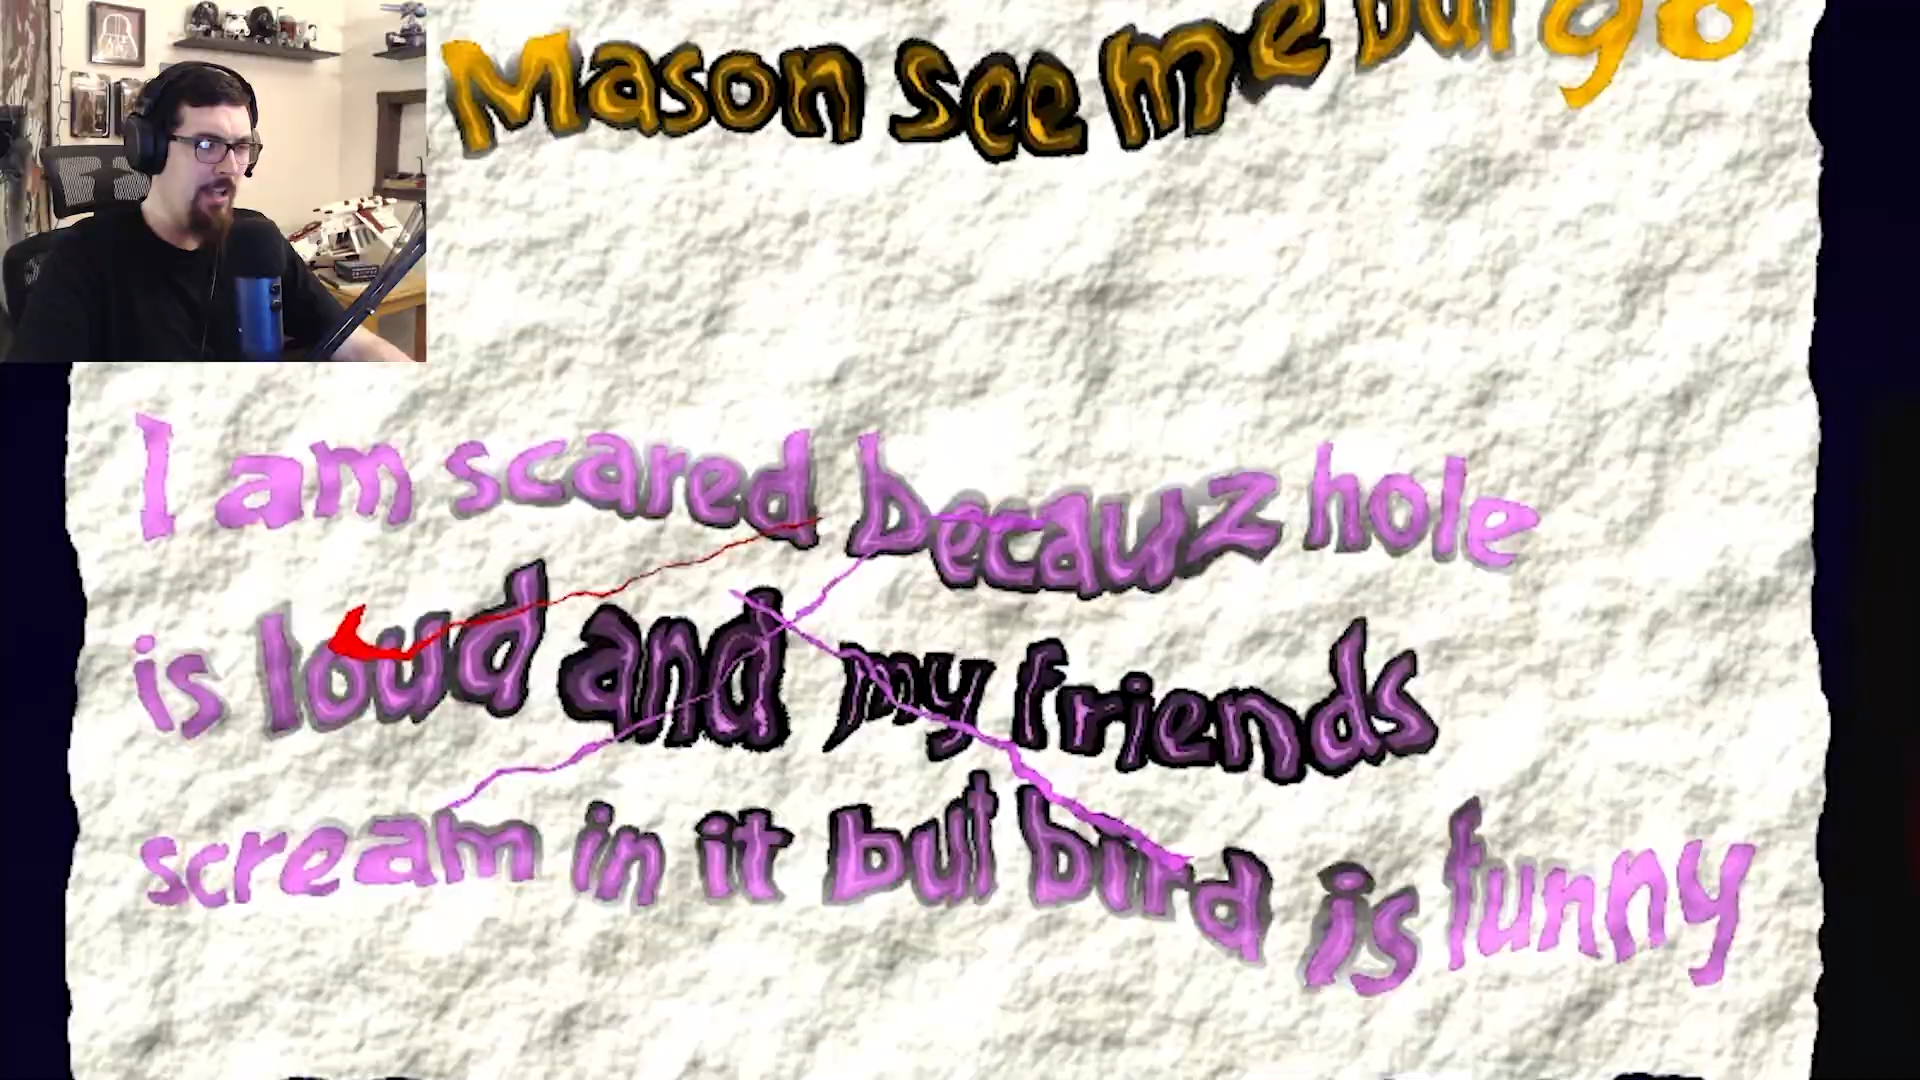 Mason see me but go
I am scared becauz hole
is loud and my friends
scream in it but bird is funny